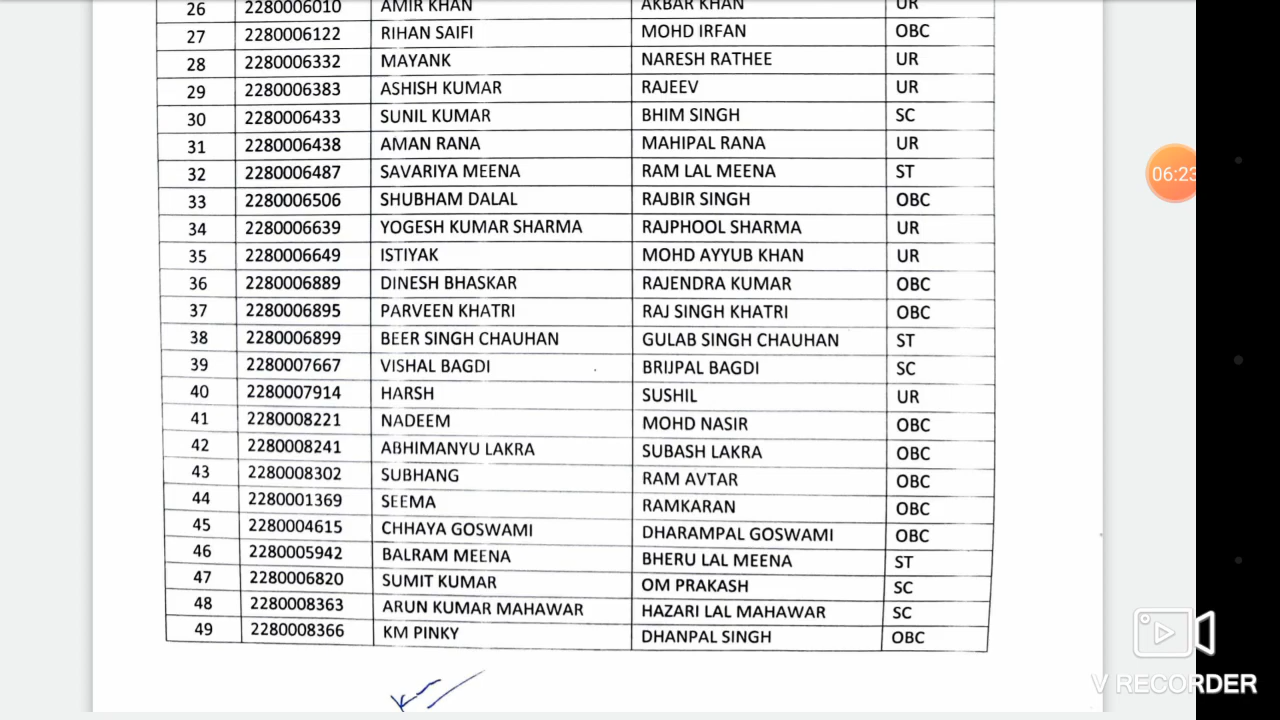 26 2280006010 AMIR KHAN AKBAR KHAN UR
27 2280006122 RIHAN SAIFI MOHD IRFAN OBC
28 2280006332 MAYANK NARESH RATHEE UR
29 2280006383 ASHISH KUMAR RAJEEV UR
30 2280006433 SUNIL KUMAR BHIM SINGH SC
31 2280006438 AMAN RANA MAHIPAL RANA UR
32 2280006487 SAVARIYA MEENA RAM LAL MEENA ST
33 2280006506 SHUBHAM DALAL RAJBIR SINGH OBC
34 2280006639 YOGESH KUMAR SHARMA RAJPHOOL SHARMA UR
35 2280006649 ISTIYAK MOHD AYYUB KHAN UR
36 2280006889 DINESH BHASKAR RAJENDRA KUMAR OBC
37 2280006895 PARVEEN KHATRI RAJ SINGH KHATRI OBC
38 2280006899 BEER SINGH CHAUHAN GULAB SINGH CHAUHAN ST
39 2280007667 VISHAL BAGDI BRIJPAL BAGDI SC
40 2280007914 HARSH SUSHIL UR
41 2280008221 NADEEM MOHD NASIR OBC
42 2280008241 ABHIMANYU LAKRA SUBASH LAKRA OBC
43 2280008302 SUBHANG RAM AVTAR OBC
44 2280001369 SEEMA RAMKARAN OBC
45 2280004615 CHHAYA GOSWAMI DHARAMPAL GOSWAMI OBC
46 2280005942 BALRAM MEENA BHERU LAL MEENA ST
47 2280006820 SUMIT KUMAR OM PRAKASH SC
48 2280008363 ARUN KUMAR MAHAWAR HAZARI LAL MAHAWAR SC
49 2280008366 KM PINKY DHANPAL SINGH OBC
06:23
V RECORDER